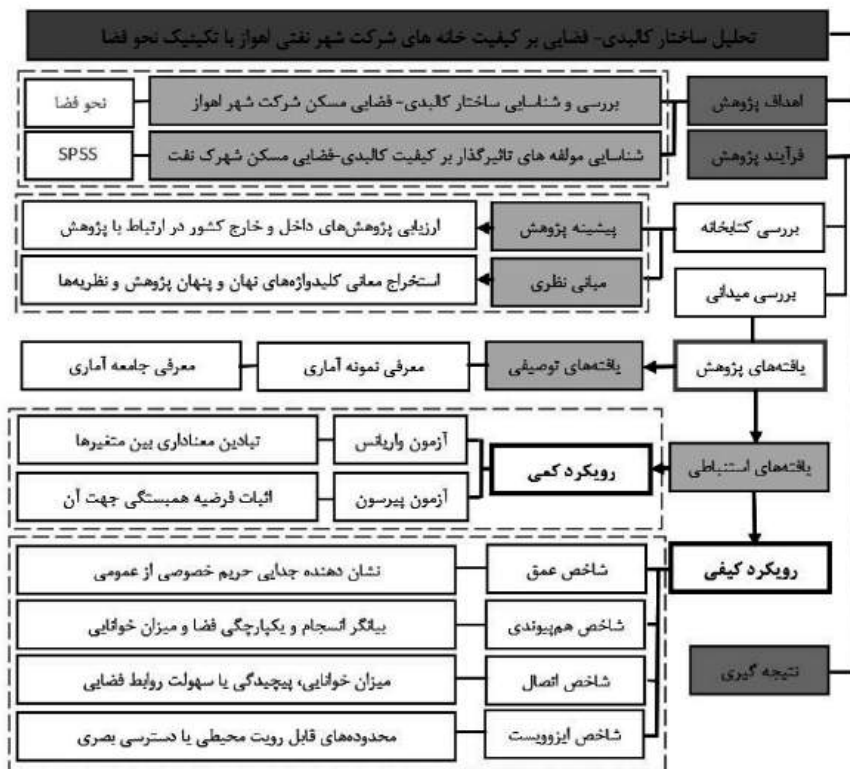 تحلیل ساختار کالبدی- فضایی بر کیفیت خانه های شرکت شهر نفتی اهواز با تکنیک نحو فضا
اهداف پژوهش
بررسی و شناسایی ساختار کالبدی- فضایی مسکن شرکت شهر اهواز
نحو فضا
فرآیند پژوهش
شناسایی مولفه های تاثیرگذار بر کیفیت کالبدی-فضایی مسکن شهرک نفت
SPSS
بررسی کتابخانه
پیشینه پژوهش
ارزیابی پژوهش‌های داخل و خارج کشور در ارتباط با پژوهش
مبانی نظری
استخراج معانی کلیدواژه‌های نهان و پنهان پژوهش و نظریه‌ها
بررسی میدانی
یافته‌های پژوهش
یافته‌های توصیفی
معرفی نمونه آماری
معرفی جامعه آماری
یافته‌های استنباطی
رویکرد کمی
آزمون واریانس
تبادین معناداری بین متغیرها
آزمون پیرسون
اثبات فرضیه همبستگی جهت آن
رویکرد کیفی
شاخص عمق
نشان دهنده جدایی حریم خصوصی از عمومی
شاخص هم‌پیوندی
بیانگر انسجام و یکپارچگی فضا و میزان خوانایی
شاخص اتصال
میزان خوانایی، پیچیدگی یا سهولت روابط فضایی
شاخص ایزوویست
محدوده‌های قابل رویت محیطی یا دسترسی بصری
نتیجه گیری